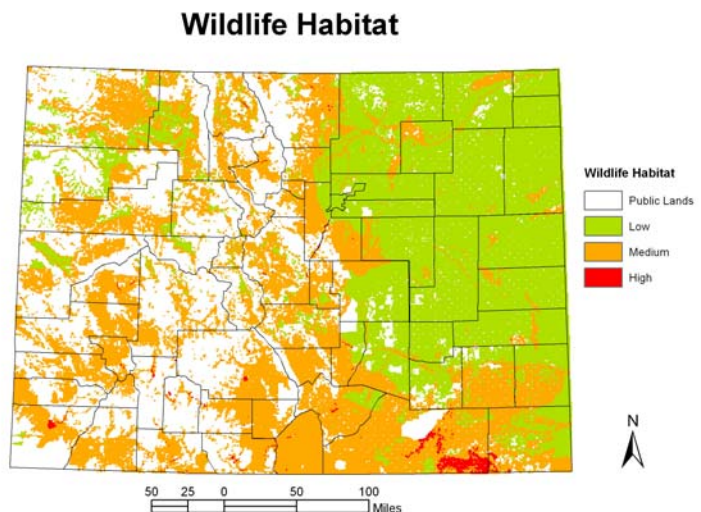 Wildlife Habitat
Wildlife Habitat
Public Lands
Low
Medium
High
N
50 25 0 50 100
Miles